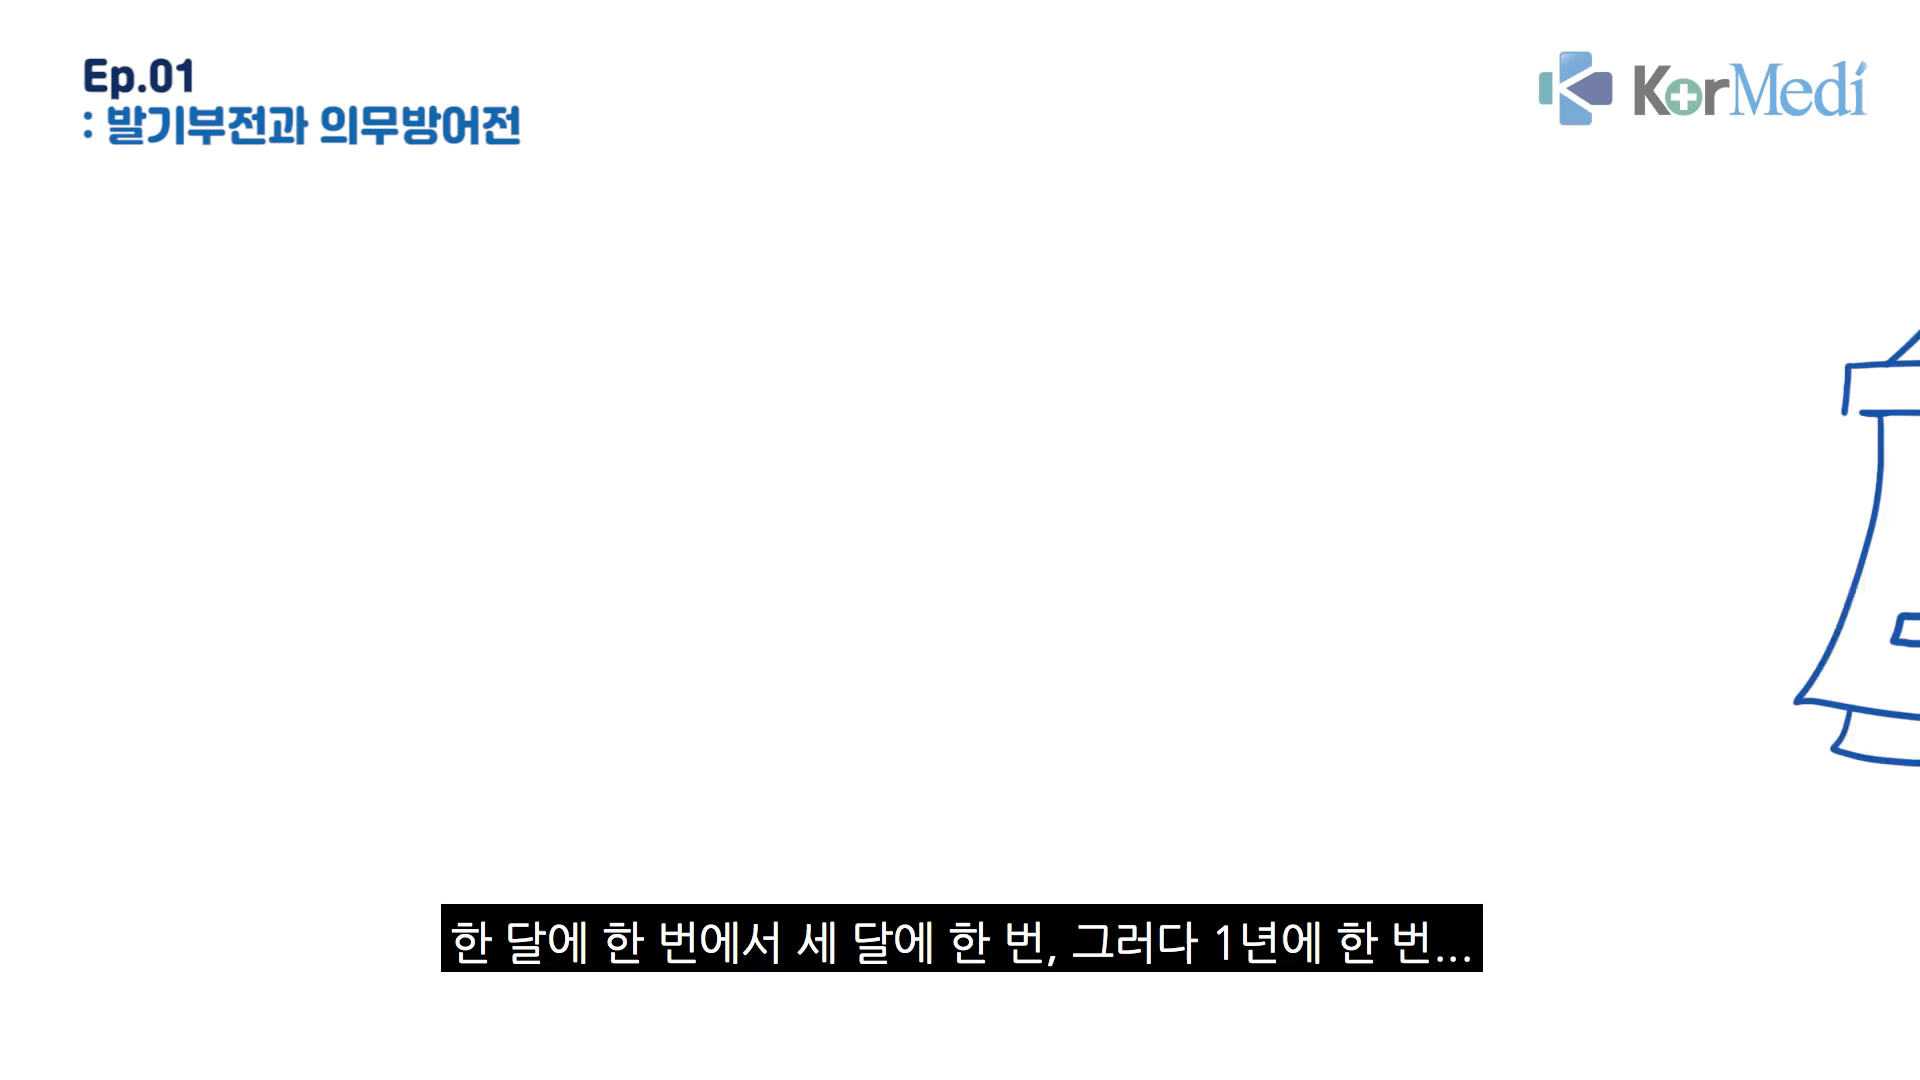 Ep.01
: 발기부전과 의무방어전
KorMedi
한 달에 한 번에서 세 달에 한 번, 그러다 1년에 한 번...